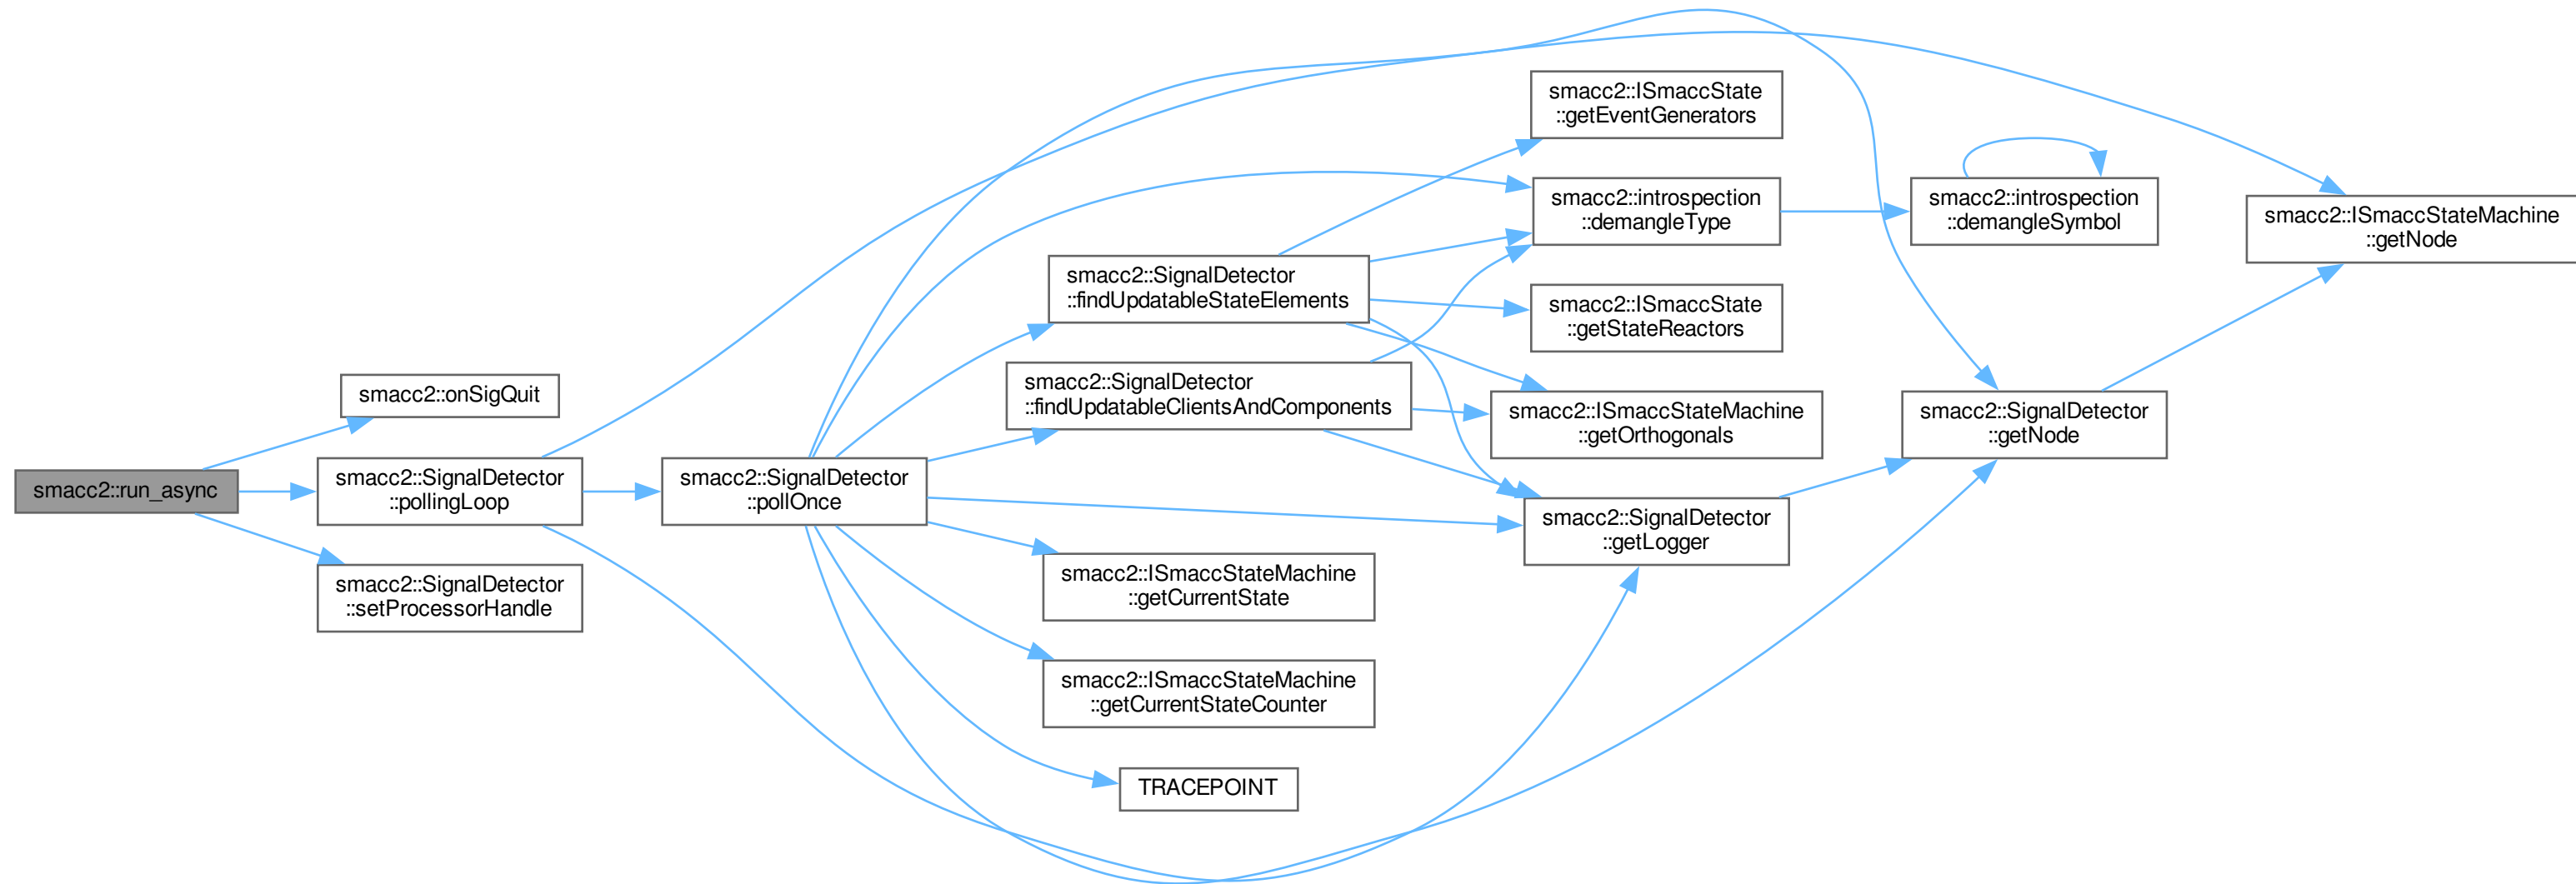 smacc2::run_async
smacc2::onSigQuit
smacc2::SignalDetector
::pollingLoop
smacc2::SignalDetector
::setProcessorHandle
smacc2::SignalDetector
::pollOnce
smacc2::SignalDetector
::findUpdatableStateElements
smacc2::SignalDetector
::findUpdatableClientsAndComponents
smacc2::ISmaccStateMachine
::getCurrentState
smacc2::ISmaccStateMachine
::getCurrentStateCounter
TRACEPOINT
smacc2::ISmaccState
::getEventGenerators
smacc2::introspection
::demangleType
smacc2::ISmaccState
::getStateReactors
smacc2::ISmaccStateMachine
::getOrthogonals
smacc2::SignalDetector
::getLogger
smacc2::introspection
::demangleSymbol
smacc2::SignalDetector
::getNode
smacc2::ISmaccStateMachine
::getNode